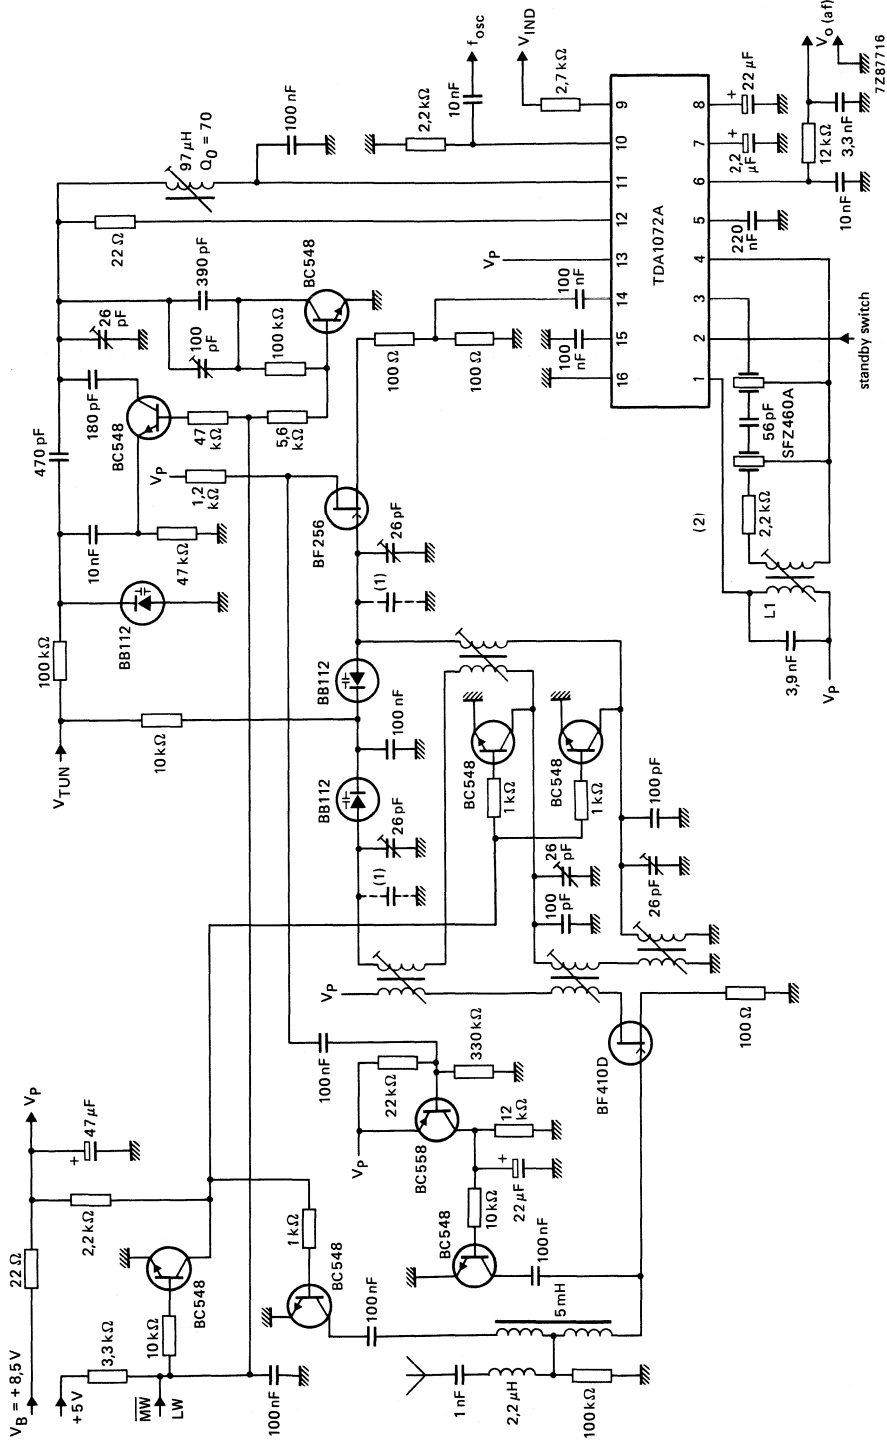 V_B = + 8,5 V
22 Ω
V_P
+5 V
3,3 kΩ
2,2 kΩ
+
47 µF
M̅W̅
LW
10 kΩ
BC548
100 nF
1 kΩ
BC548
100 nF
V_TUN
100 kΩ
470 pF
10 kΩ
BB112
10 nF
47 kΩ
BC548
180 pF
26
pF
V_P
1,2
kΩ
47
kΩ
5,6
kΩ
100
pF
390 pF
100 kΩ
BC548
22 Ω
97 µH
Q_0 = 70
100 nF
100 nF
V_P
22 kΩ
330 kΩ
BC558
12
kΩ
+
22 µF
10 kΩ
BC548
100 nF
V_P
(1)
26 pF
BB112
100 nF
BB112
(1)
26 pF
BF256
100 Ω
100 Ω
2,2 kΩ
10 nF
f_osc
V_IND
2,7 kΩ
1 nF
2,2 µH
100 kΩ
5 mH
BF410D
100 Ω
100
pF
26
pF
BC548
1 kΩ
BC548
1 kΩ
26 pF
100 pF
100
nF
100
nF
V_P
16
15
14
13
12
11
10
9
TDA1072A
1
2
3
4
5
6
7
8
(2)
V_P
3,9 nF
L1
2,2 kΩ
56 pF
SFZ460A
standby switch
220
nF
10 nF
12 kΩ
3,3 nF
+
2,2
µF
+
22 µF
V_o (af)
7Z87716